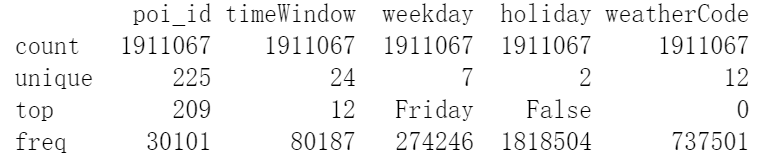 poi_id timeWindow weekday holiday weatherCode
count 1911067 1911067 1911067 1911067 1911067
unique 225 24 7 2 12
top 209 12 Friday False 0
freq 30101 80187 274246 1818504 737501